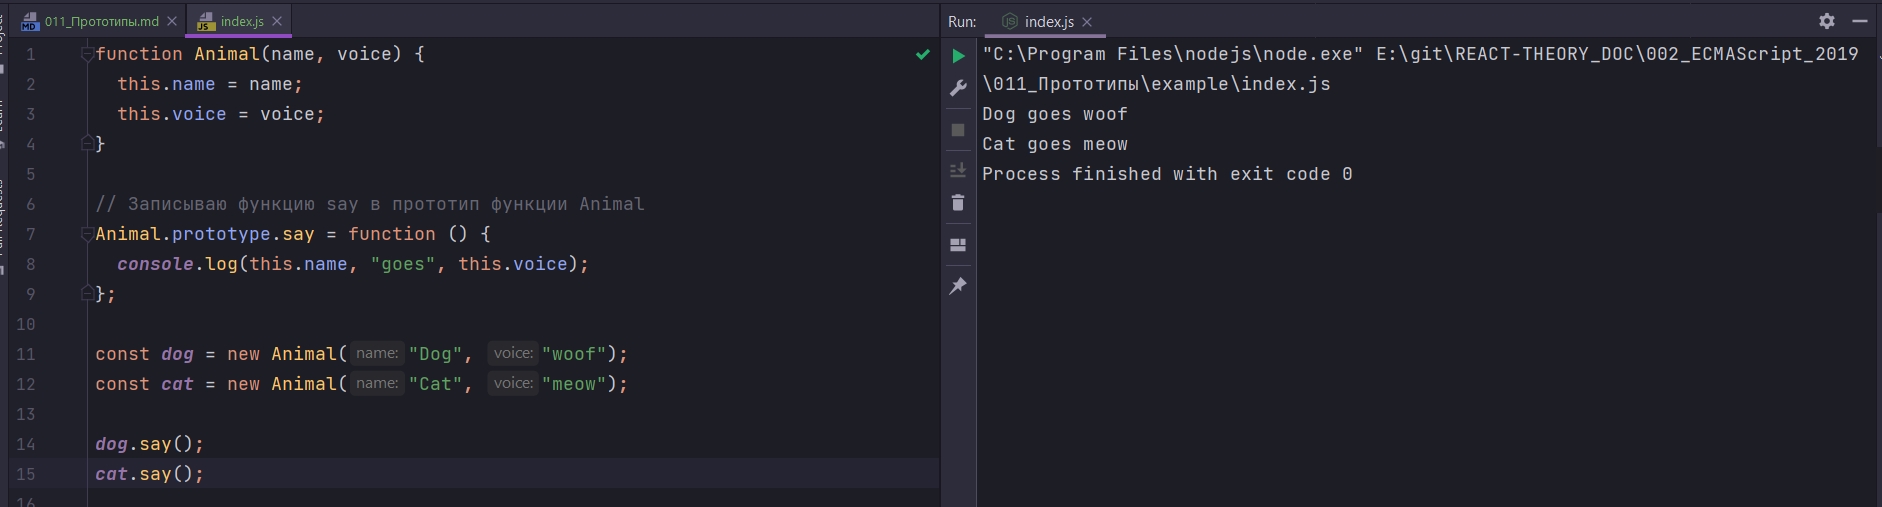 011_Прототипы.md
index.js
1 function Animal(name, voice) {
2 this.name = name;
3 this.voice = voice;
4 }
5
6 // Записываю функцию say в прототип функции Animal
7 Animal.prototype.say = function () {
8 console.log(this.name, "goes", this.voice);
9 };
10
11 const dog = new Animal( name: "Dog", voice: "woof");
12 const cat = new Animal( name: "Cat", voice: "meow");
13
14 dog.say();
15 cat.say();
16
Run: index.js
"C:\Program Files\nodejs\node.exe" E:\git\REACT-THEORY_DOC\002_ECMAScript_2019
\011_Прототипы\example\index.js
Dog goes woof
Cat goes meow
Process finished with exit code 0